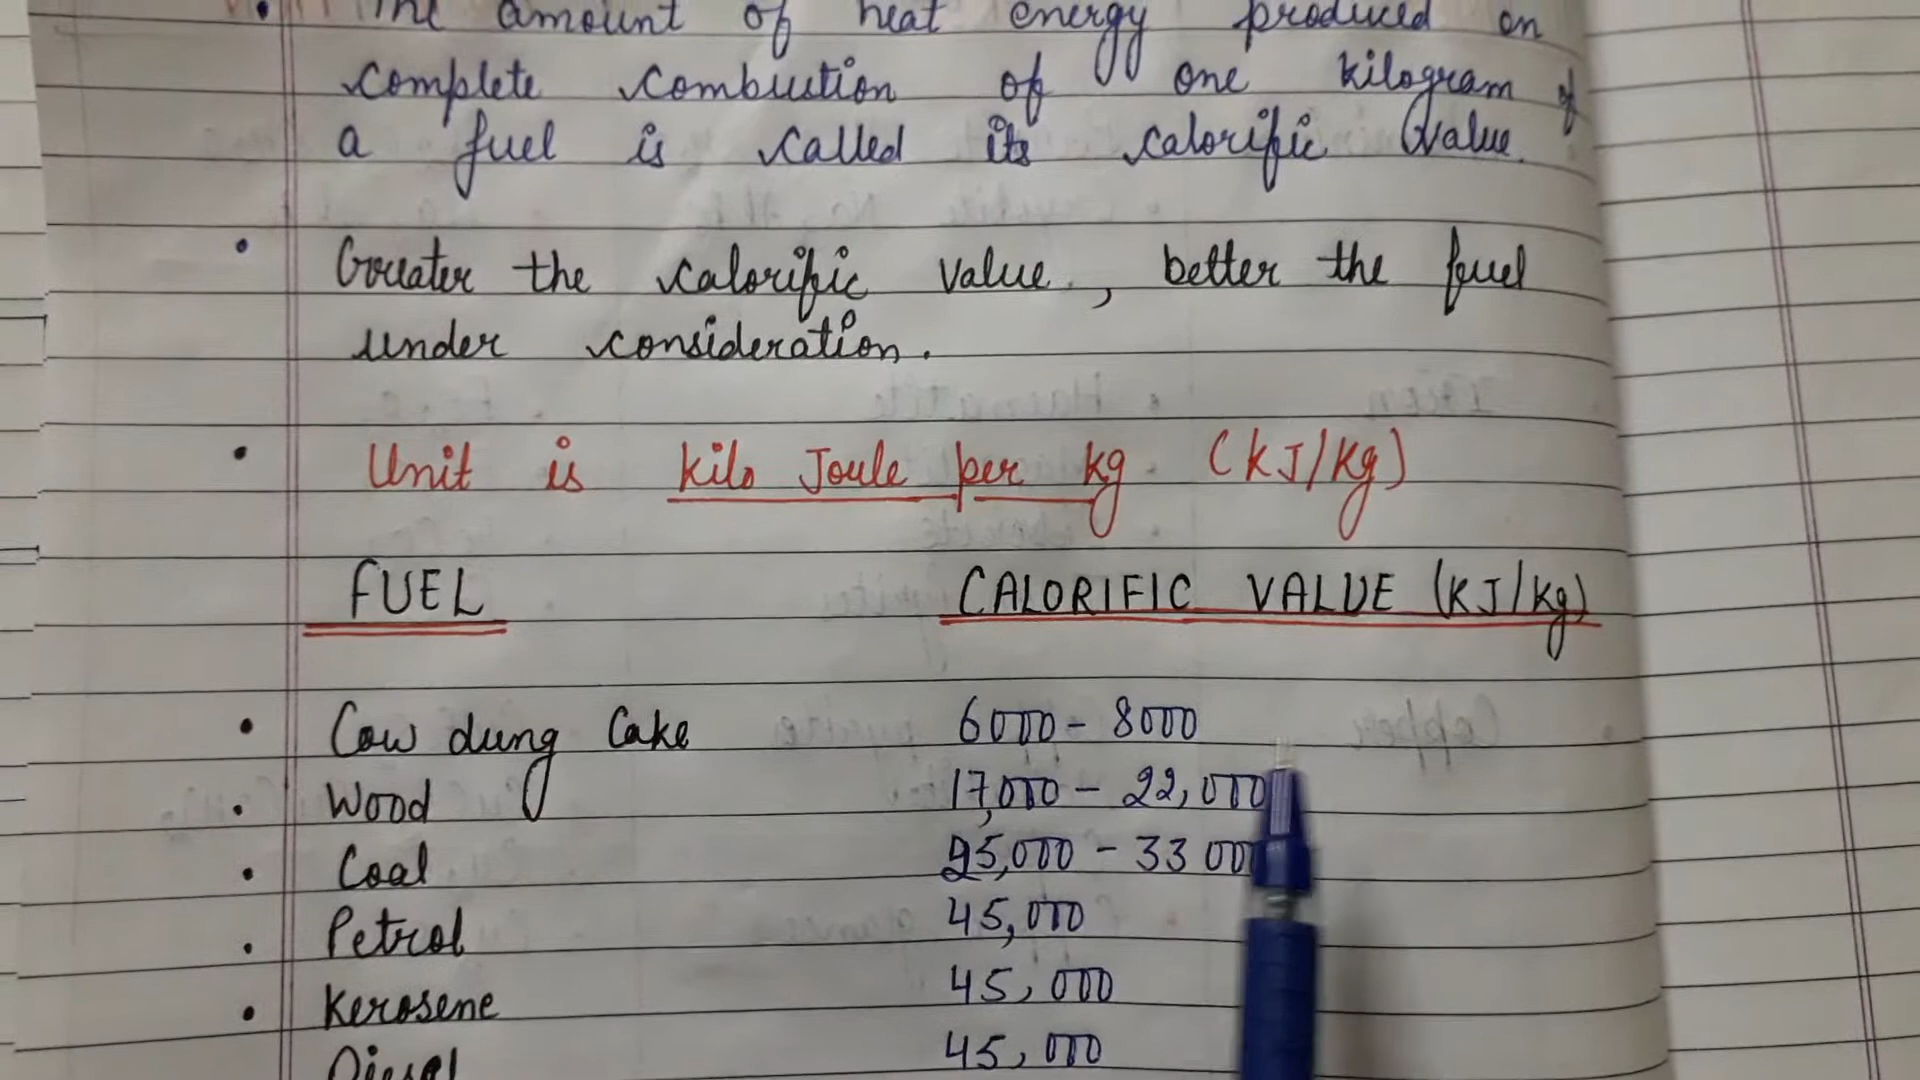 • The amount of heat energy produced on
complete combustion of one kilogram of
a fuel is called its calorific value.
• Greater the calorific value, better the fuel
under consideration.
• Unit is kilo Joule per kg (kJ/kg)
FUEL CALORIFIC VALUE (KJ/kg)
• Cow dung Cake 6000 - 8000
• Wood 17,000 - 22,000
• Coal 25,000 - 33 000
• Petrol 45,000
• Kerosene 45,000
Diesel 45,000